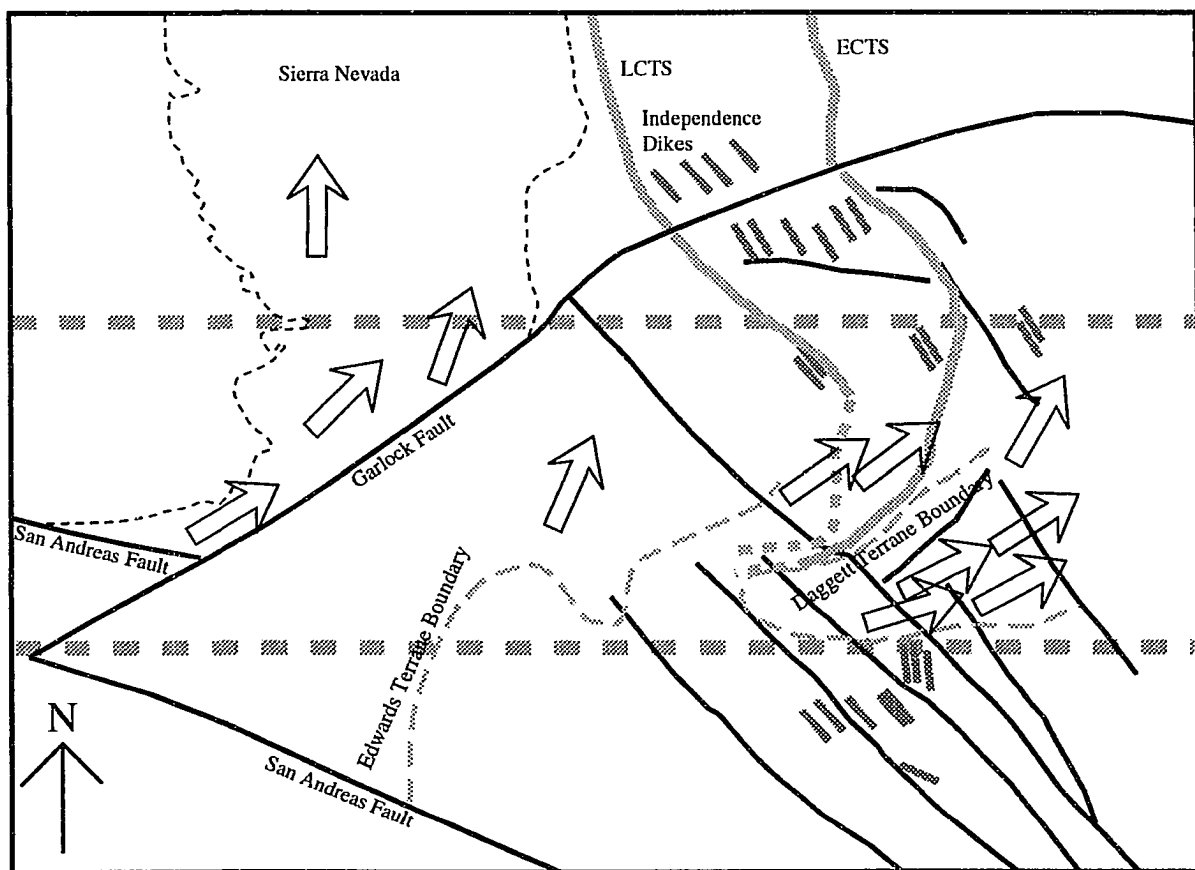 Sierra Nevada
LCTS
ECTS
Independence
Dikes
Garlock Fault
San Andreas Fault
Edwards Terrane Boundary
Daggett Terrane Boundary
N
San Andreas Fault